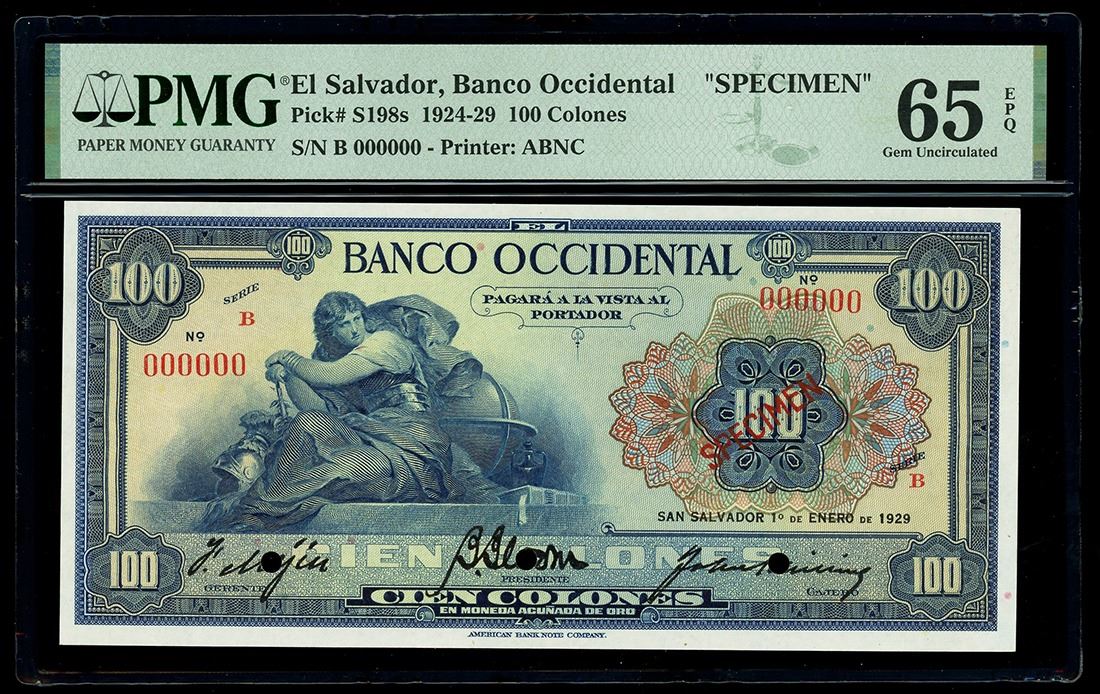 PMG®
PAPER MONEY GUARANTY
El Salvador, Banco Occidental "SPECIMEN"
Pick# S198s 1924-29 100 Colones
S/N B 000000 - Printer: ABNC
65 EPQ
Gem Uncirculated
EL
100 100
BANCO OCCIDENTAL
100 100
SERIE
B
Nº
000000
PAGARÁ A LA VISTA AL
PORTADOR
Nº
000000
100
SPECIMEN
SERIE
B
SAN SALVADOR 1º DE ENERO DE 1929
CIEN COLONES
GERENTE
PRESIDENTE
CAJERO
100 100
CIEN COLONES
EN MONEDA ACUÑADA DE ORO
AMERICAN BANK NOTE COMPANY.